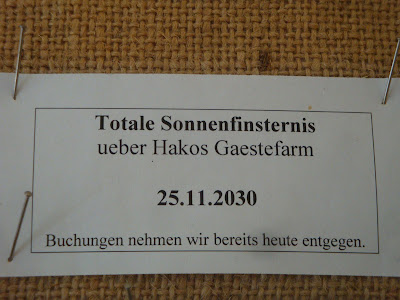 Totale Sonnenfinsternis
ueber Hakos Gaestefarm
25.11.2030
Buchungen nehmen wir bereits heute entgegen.